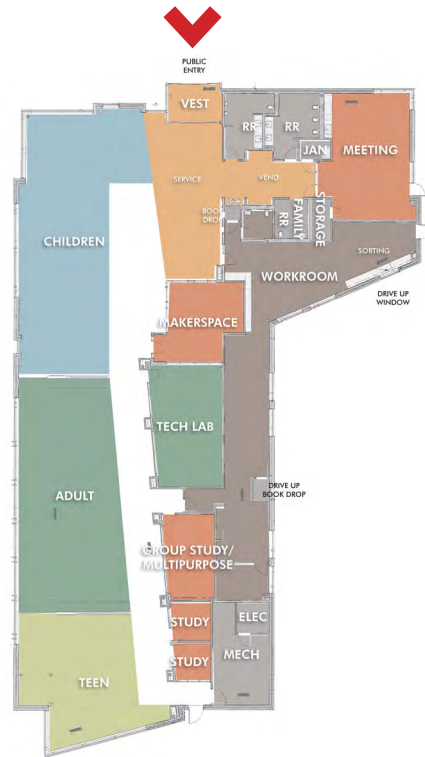 PUBLIC
ENTRY
VEST
RR
RR
JAN
MEETING
SERVICE
VEND
BOOK
DROP
RR
FAMILY
STORAGE
CHILDREN
SORTING
WORKROOM
DRIVE UP
WINDOW
MAKERSPACE
TECH LAB
ADULT
DRIVE UP
BOOK DROP
GROUP STUDY/
MULTIPURPOSE
STUDY
ELEC
STUDY
MECH
TEEN